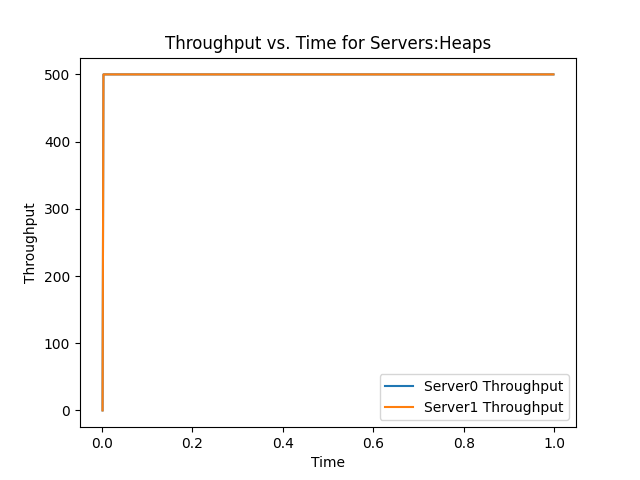 Throughput vs. Time for Servers:Heaps
Throughput
500
400
300
200
100
0
Server0 Throughput
Server1 Throughput
0.0 0.2 0.4 0.6 0.8 1.0
Time